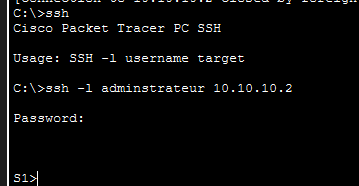 C:\>ssh
Cisco Packet Tracer PC SSH
Usage: SSH -l username target
C:\>ssh -l adminstrateur 10.10.10.2
Password:
S1>